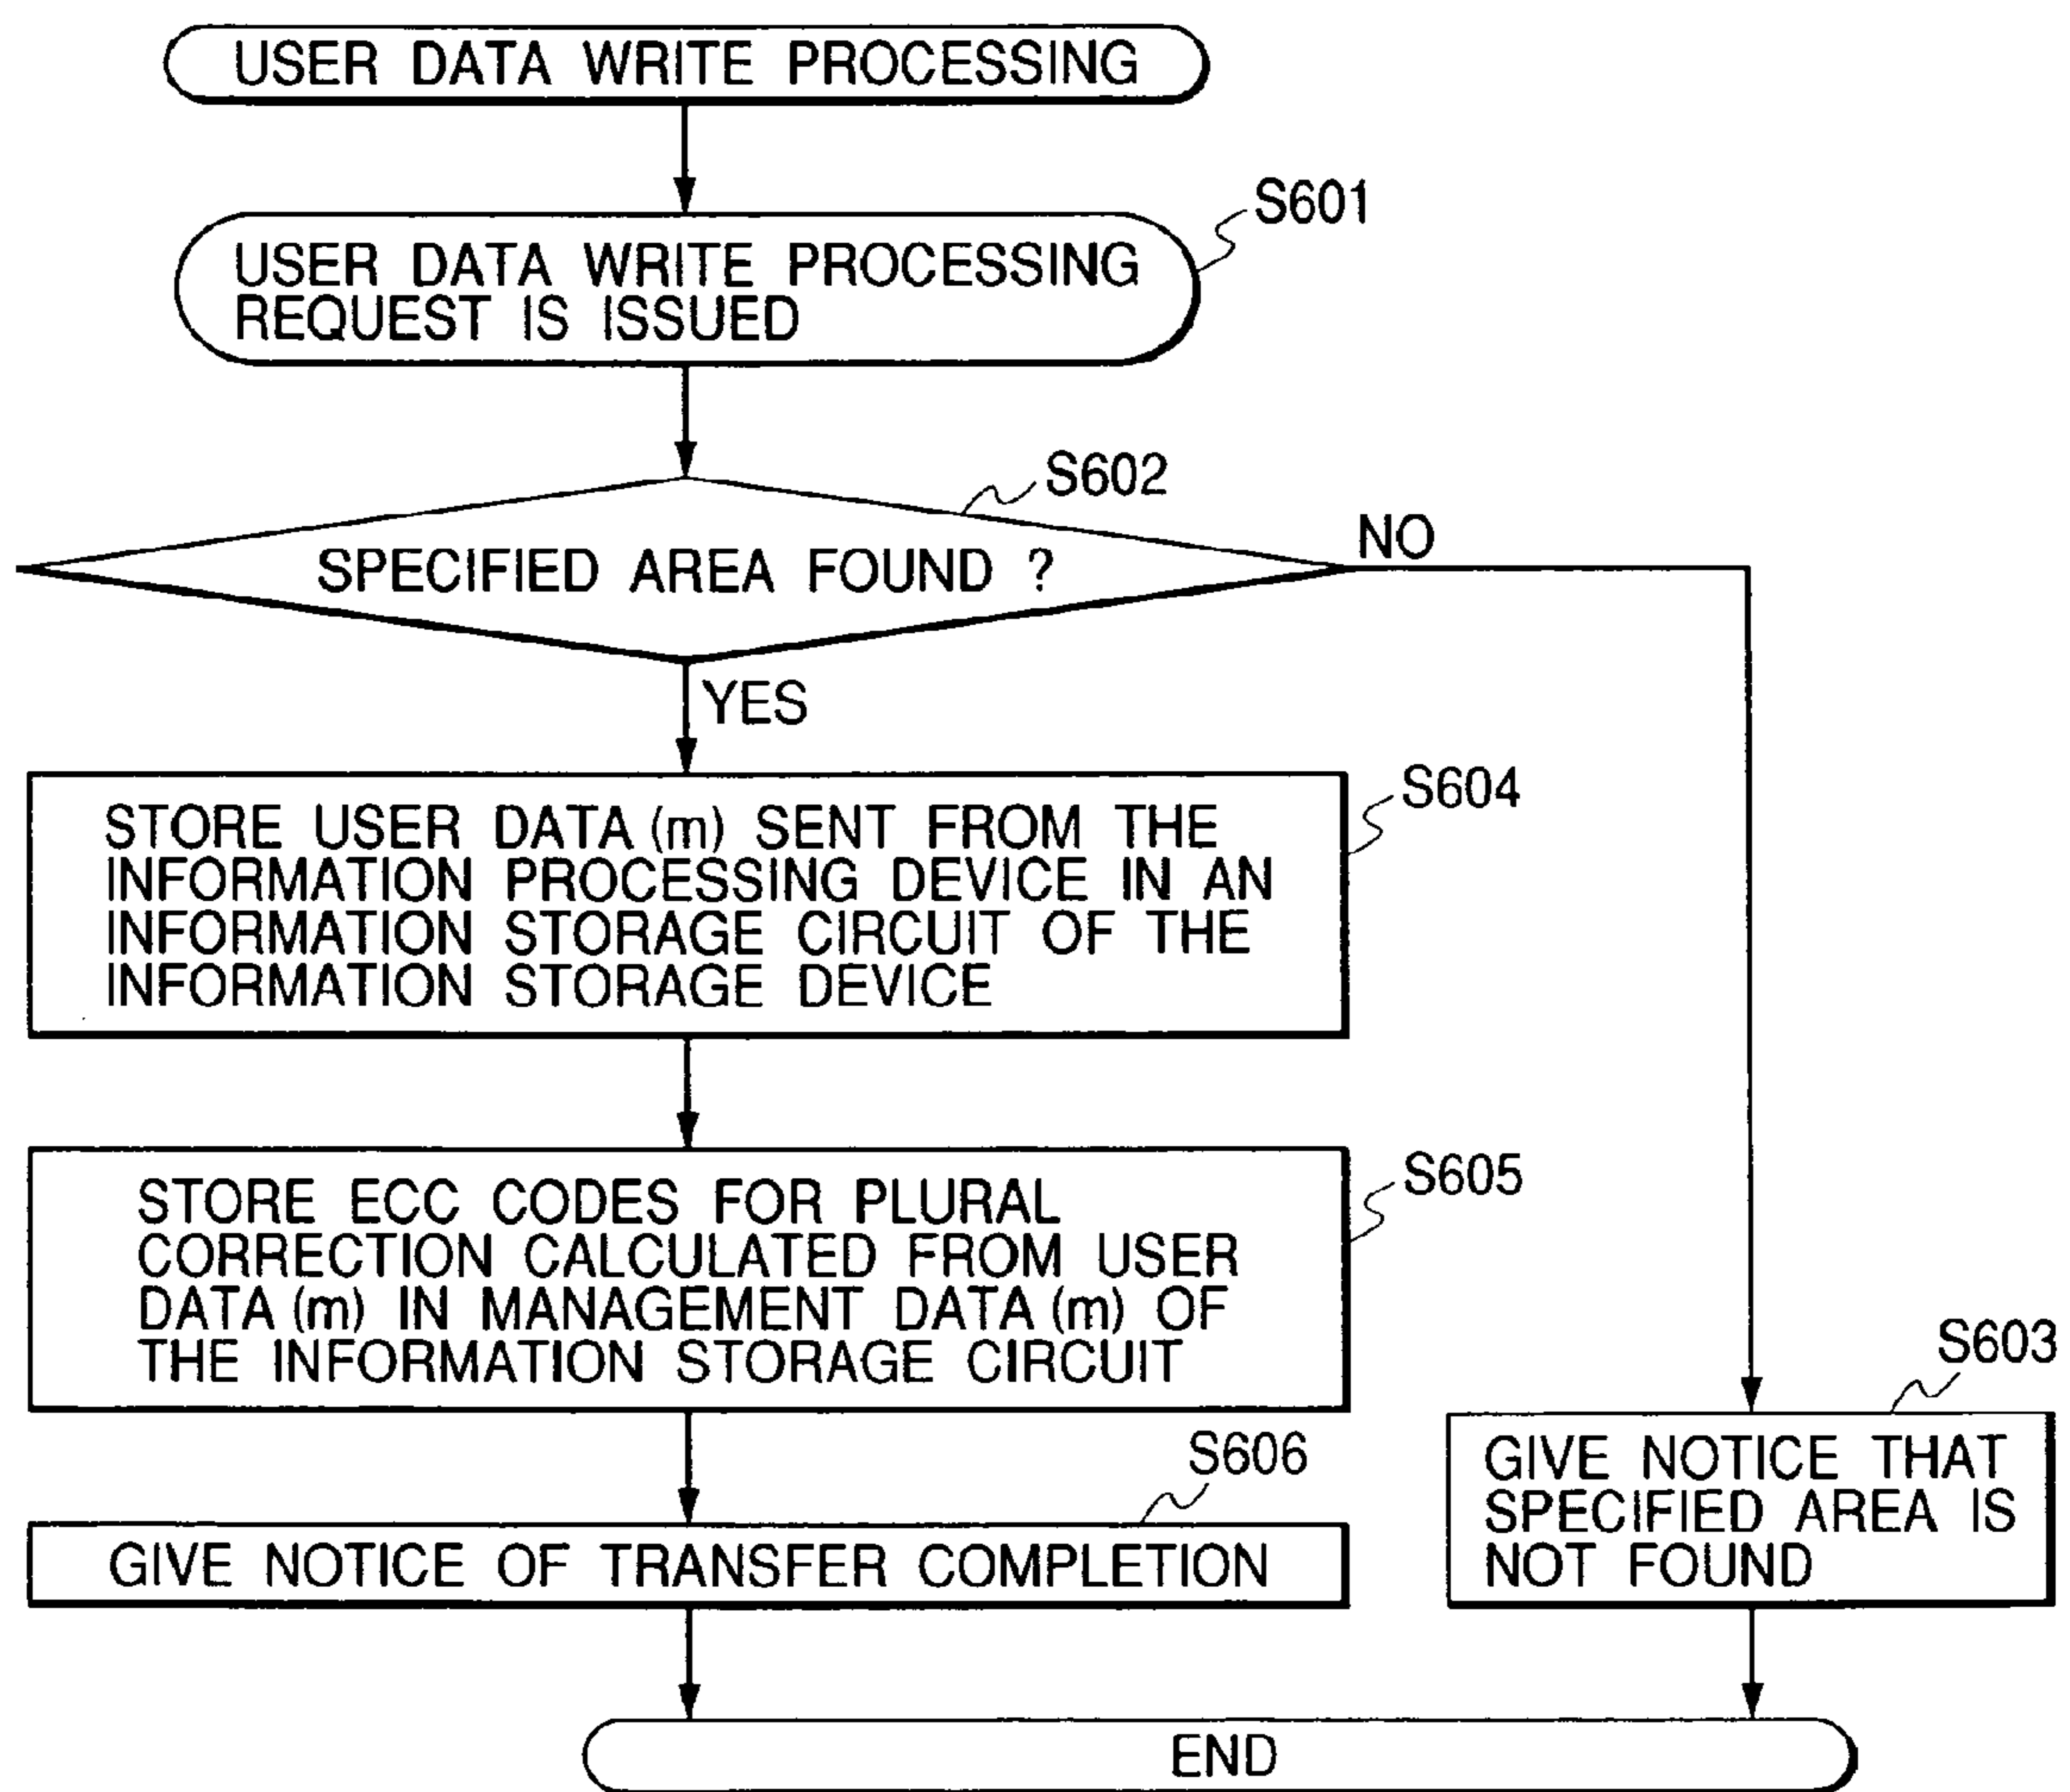 USER DATA WRITE PROCESSING
S601
USER DATA WRITE PROCESSING
REQUEST IS ISSUED
S602
SPECIFIED AREA FOUND ?
NO
YES
S604
STORE USER DATA (m) SENT FROM THE
INFORMATION PROCESSING DEVICE IN AN
INFORMATION STORAGE CIRCUIT OF THE
INFORMATION STORAGE DEVICE
S605
STORE ECC CODES FOR PLURAL
CORRECTION CALCULATED FROM USER
DATA (m) IN MANAGEMENT DATA (m) OF
THE INFORMATION STORAGE CIRCUIT
S603
GIVE NOTICE THAT
SPECIFIED AREA IS
NOT FOUND
S606
GIVE NOTICE OF TRANSFER COMPLETION
END